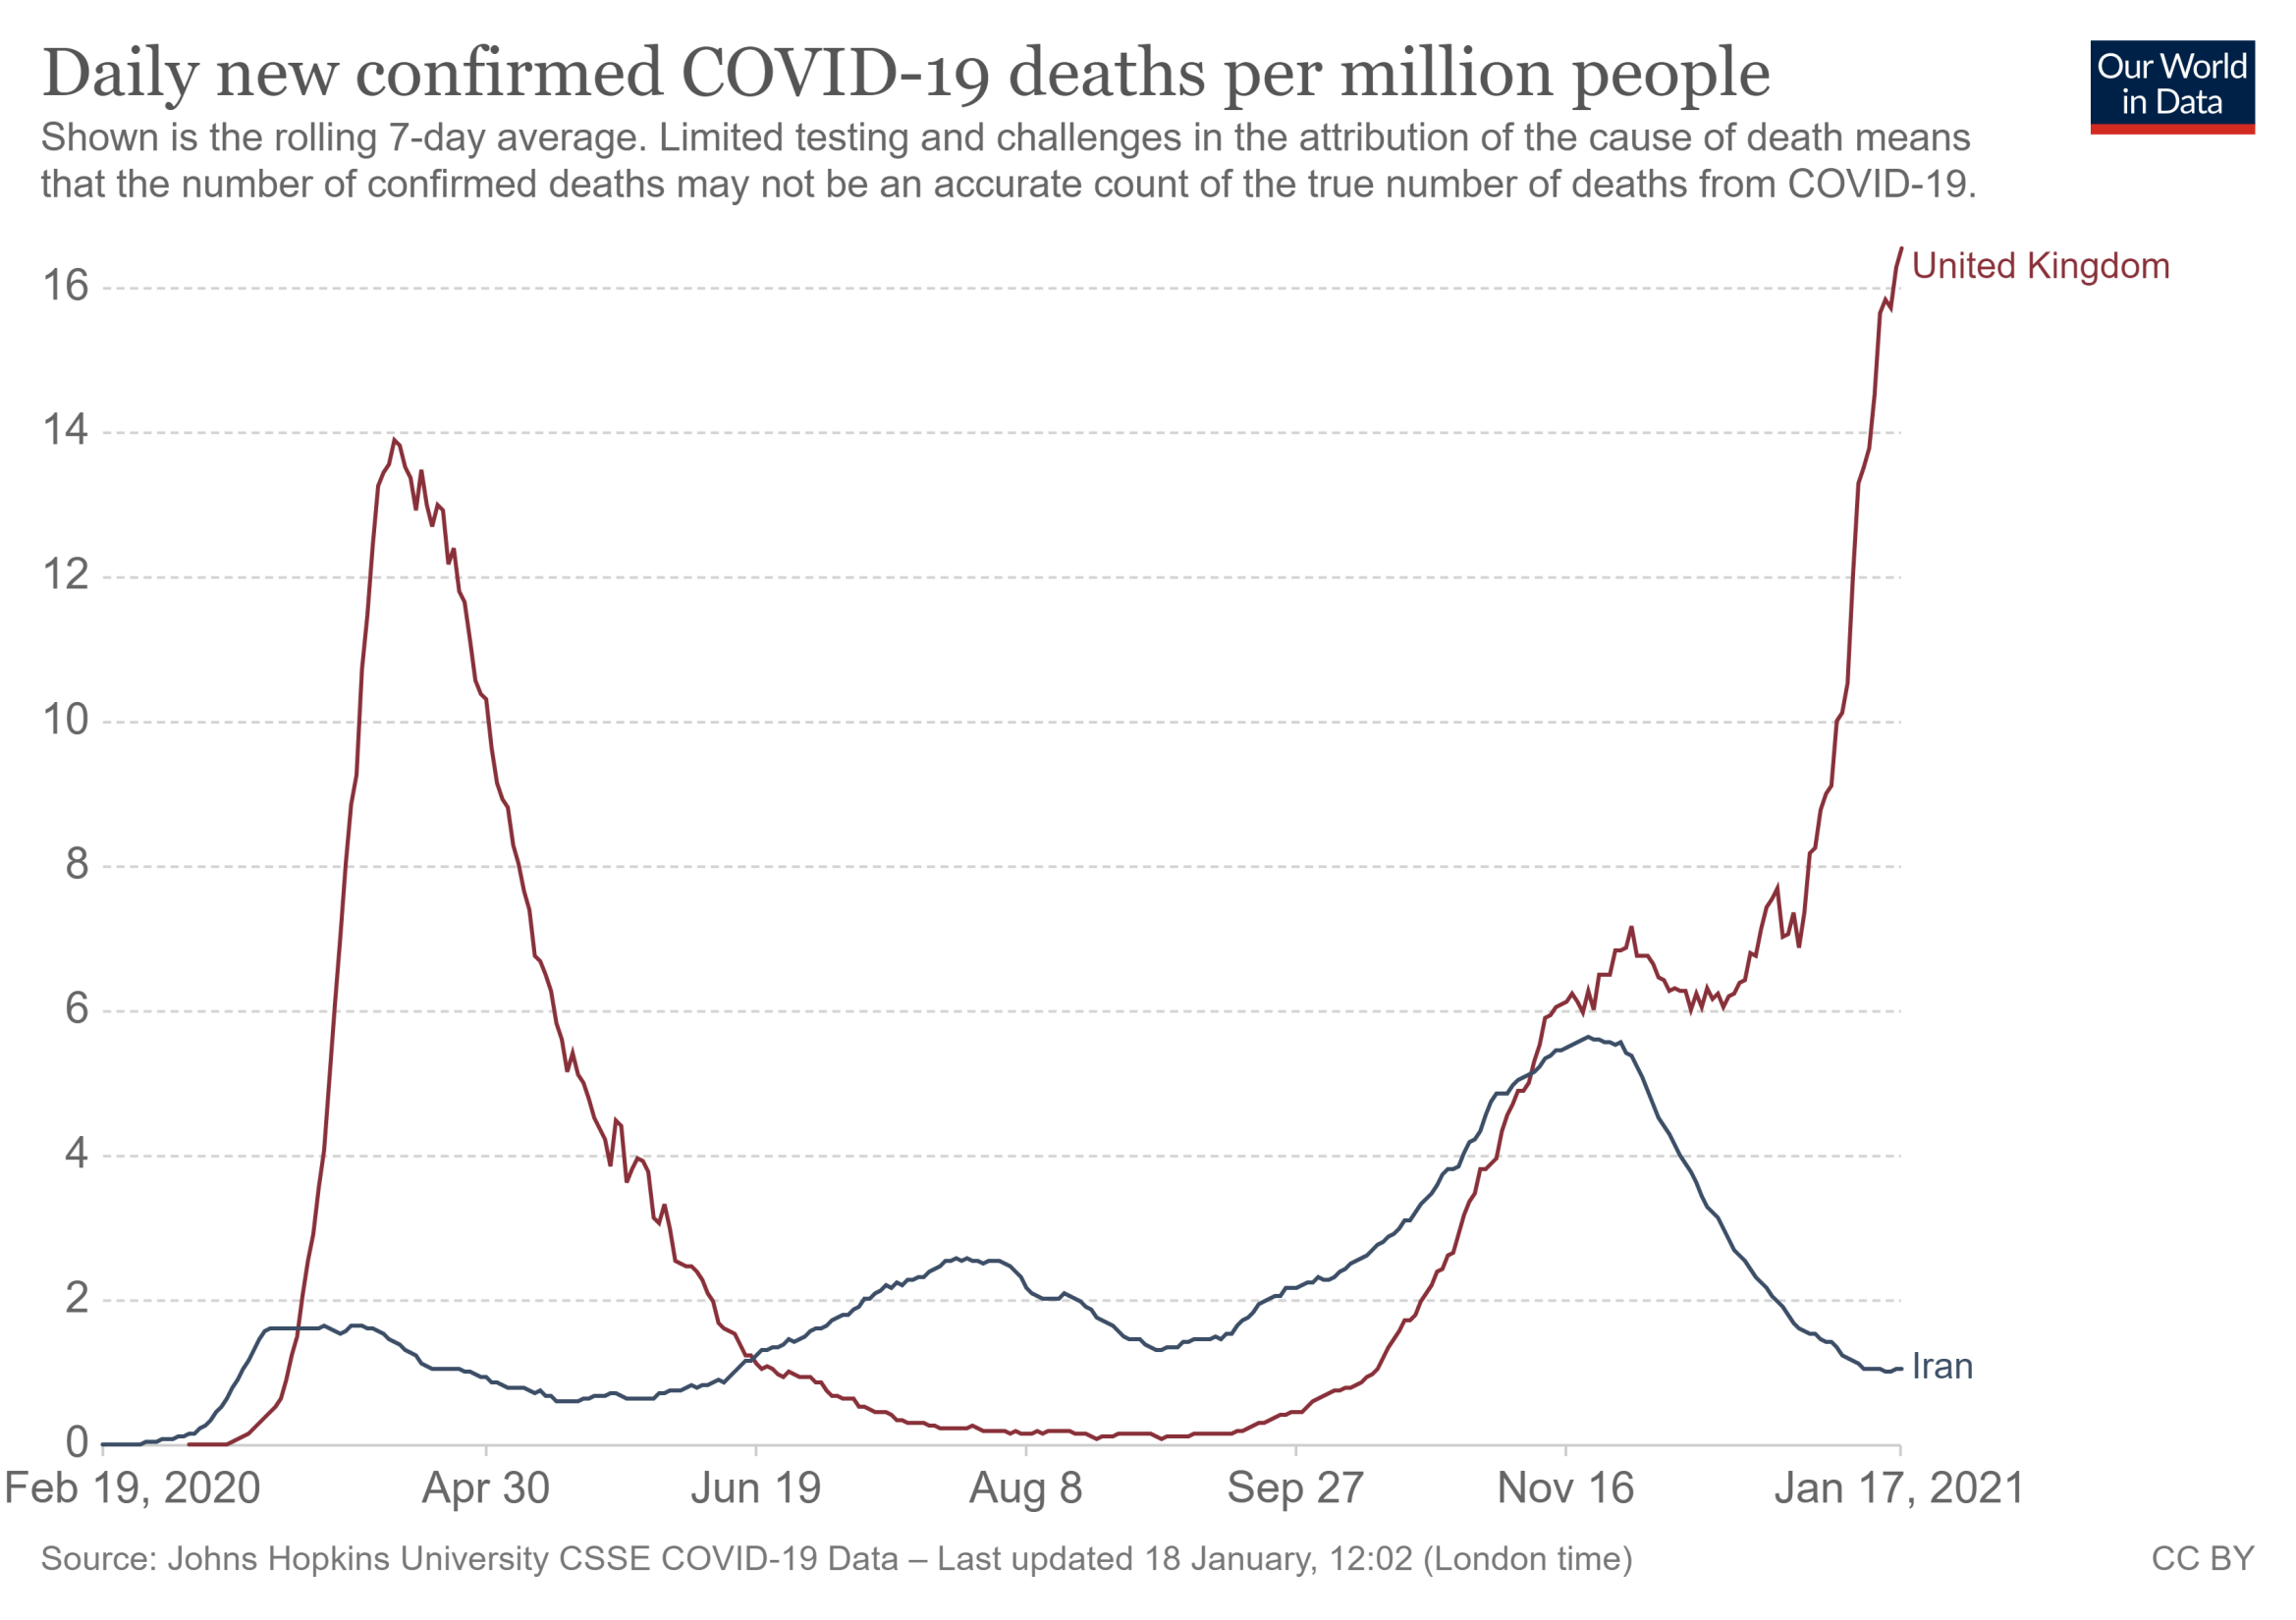 Daily new confirmed COVID-19 deaths per million people
Our World
in Data
Shown is the rolling 7-day average. Limited testing and challenges in the attribution of the cause of death means
that the number of confirmed deaths may not be an accurate count of the true number of deaths from COVID-19.
United Kingdom
16
14
12
10
8
6
4
2
Iran
0
Feb 19, 2020
Apr 30
Jun 19
Aug 8
Sep 27
Nov 16
Jan 17, 2021
Source: Johns Hopkins University CSSE COVID-19 Data – Last updated 18 January, 12:02 (London time)
CC BY